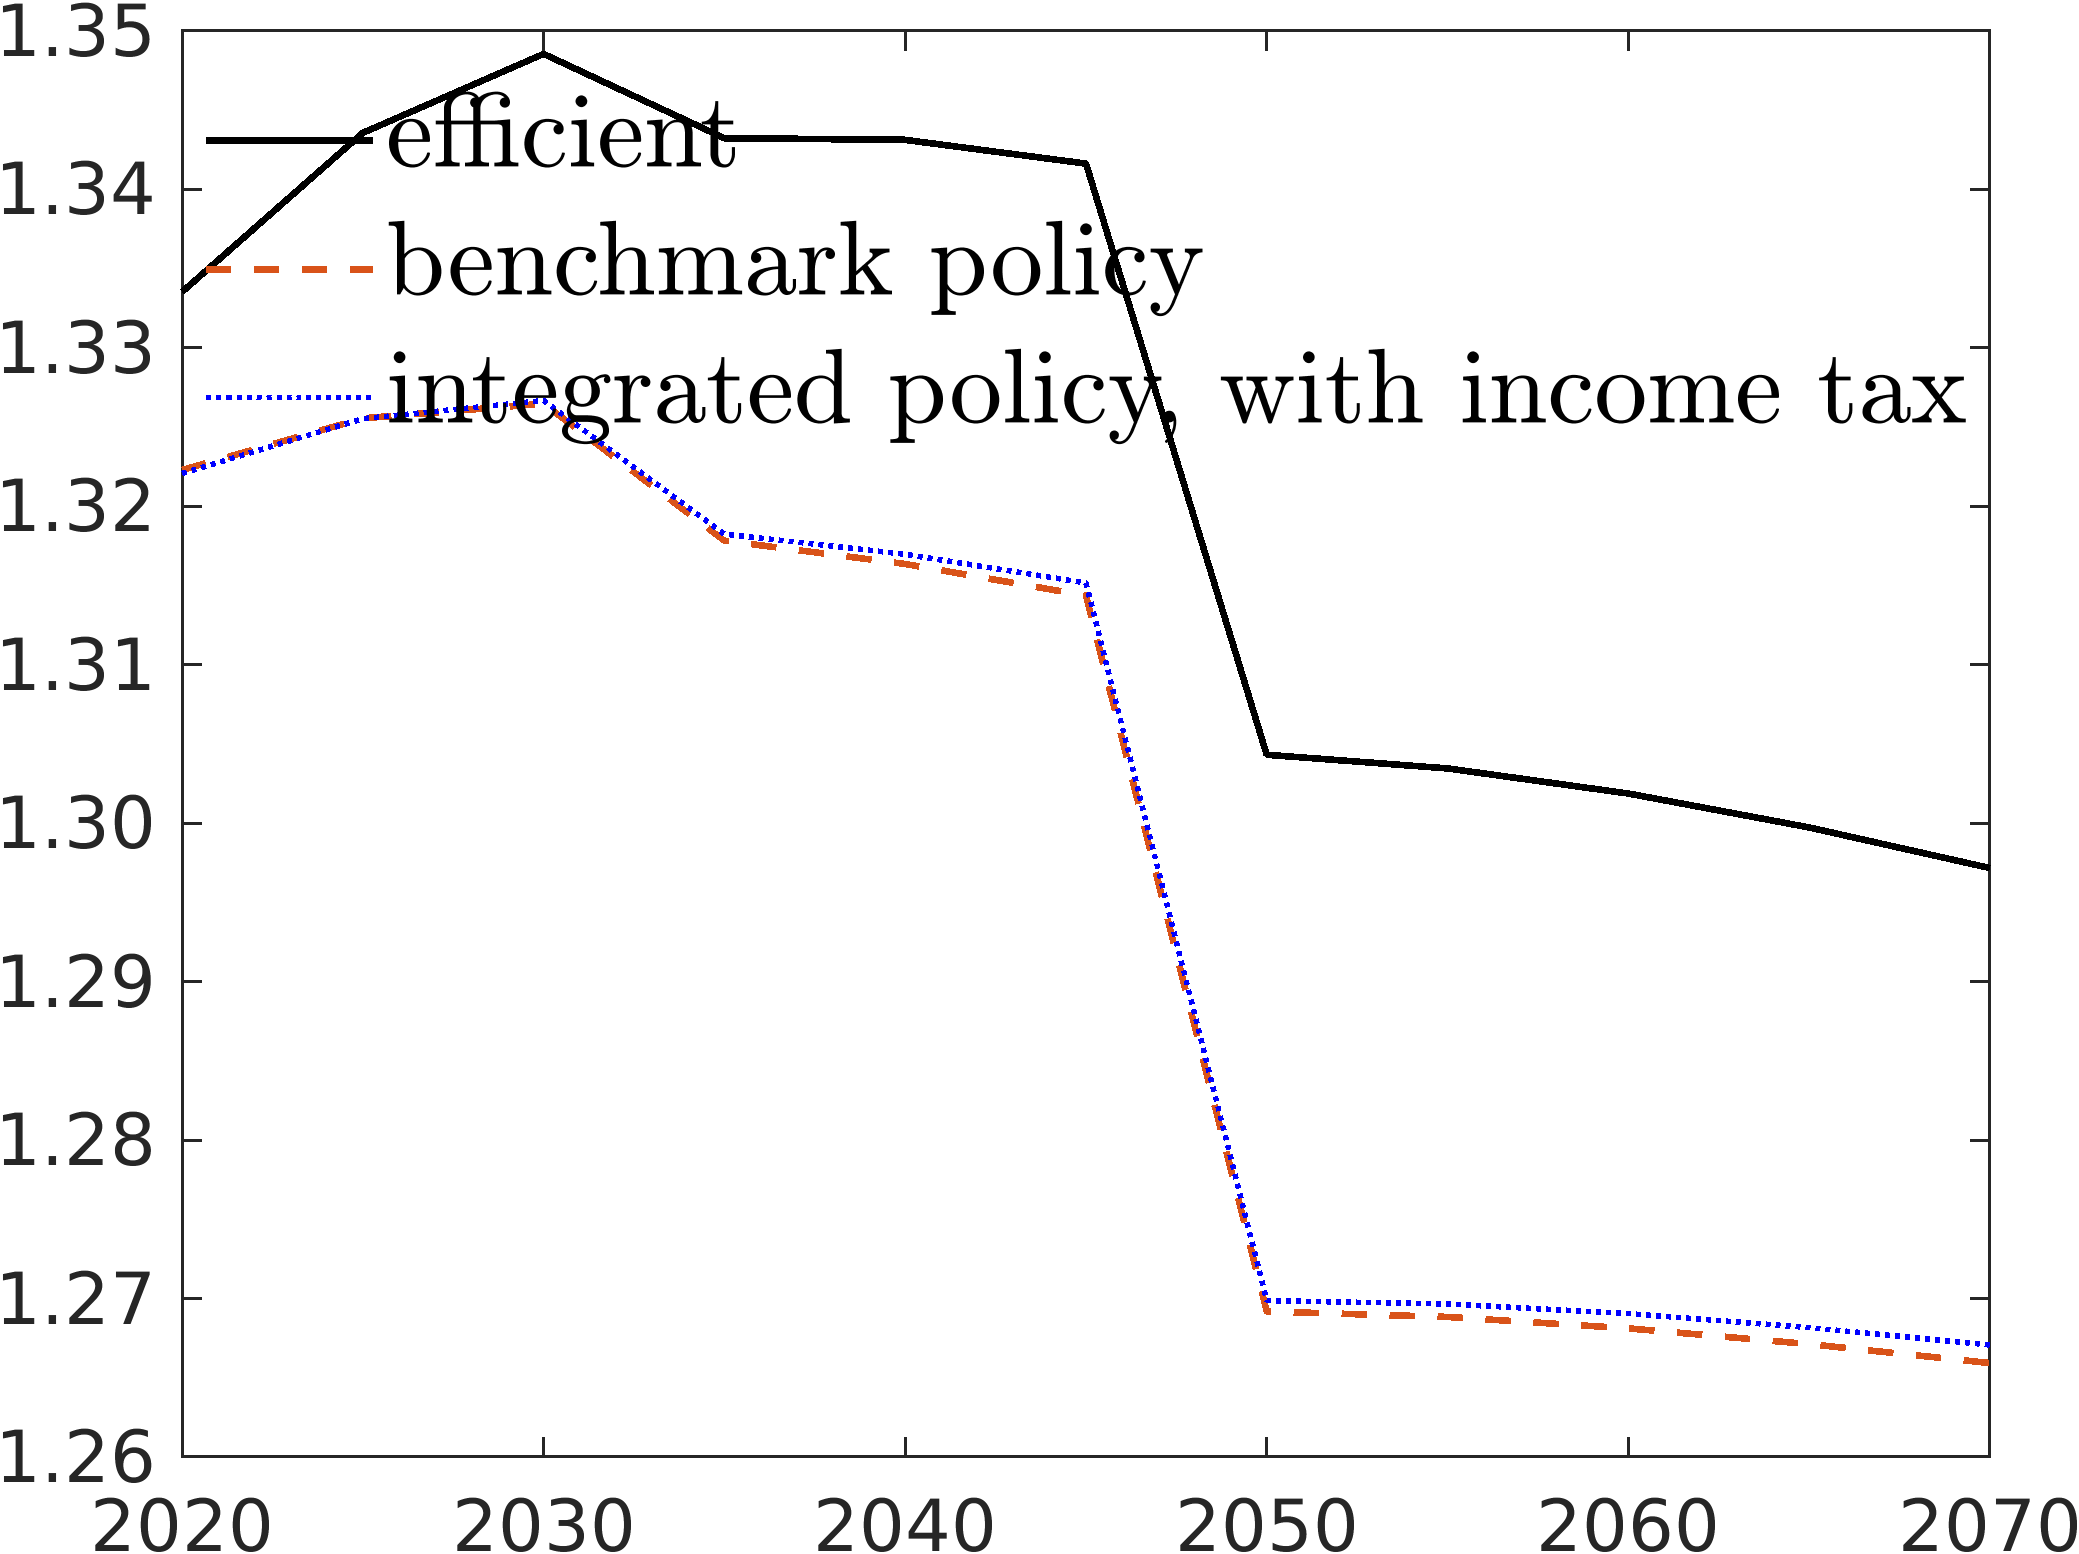 1.35
efficient
1.34
benchmark policy
1.33
integrated policy, with income tax
1.32
1.31
1.30
1.29
1.28
1.27
1.26
2020 2030 2040 2050 2060 2070